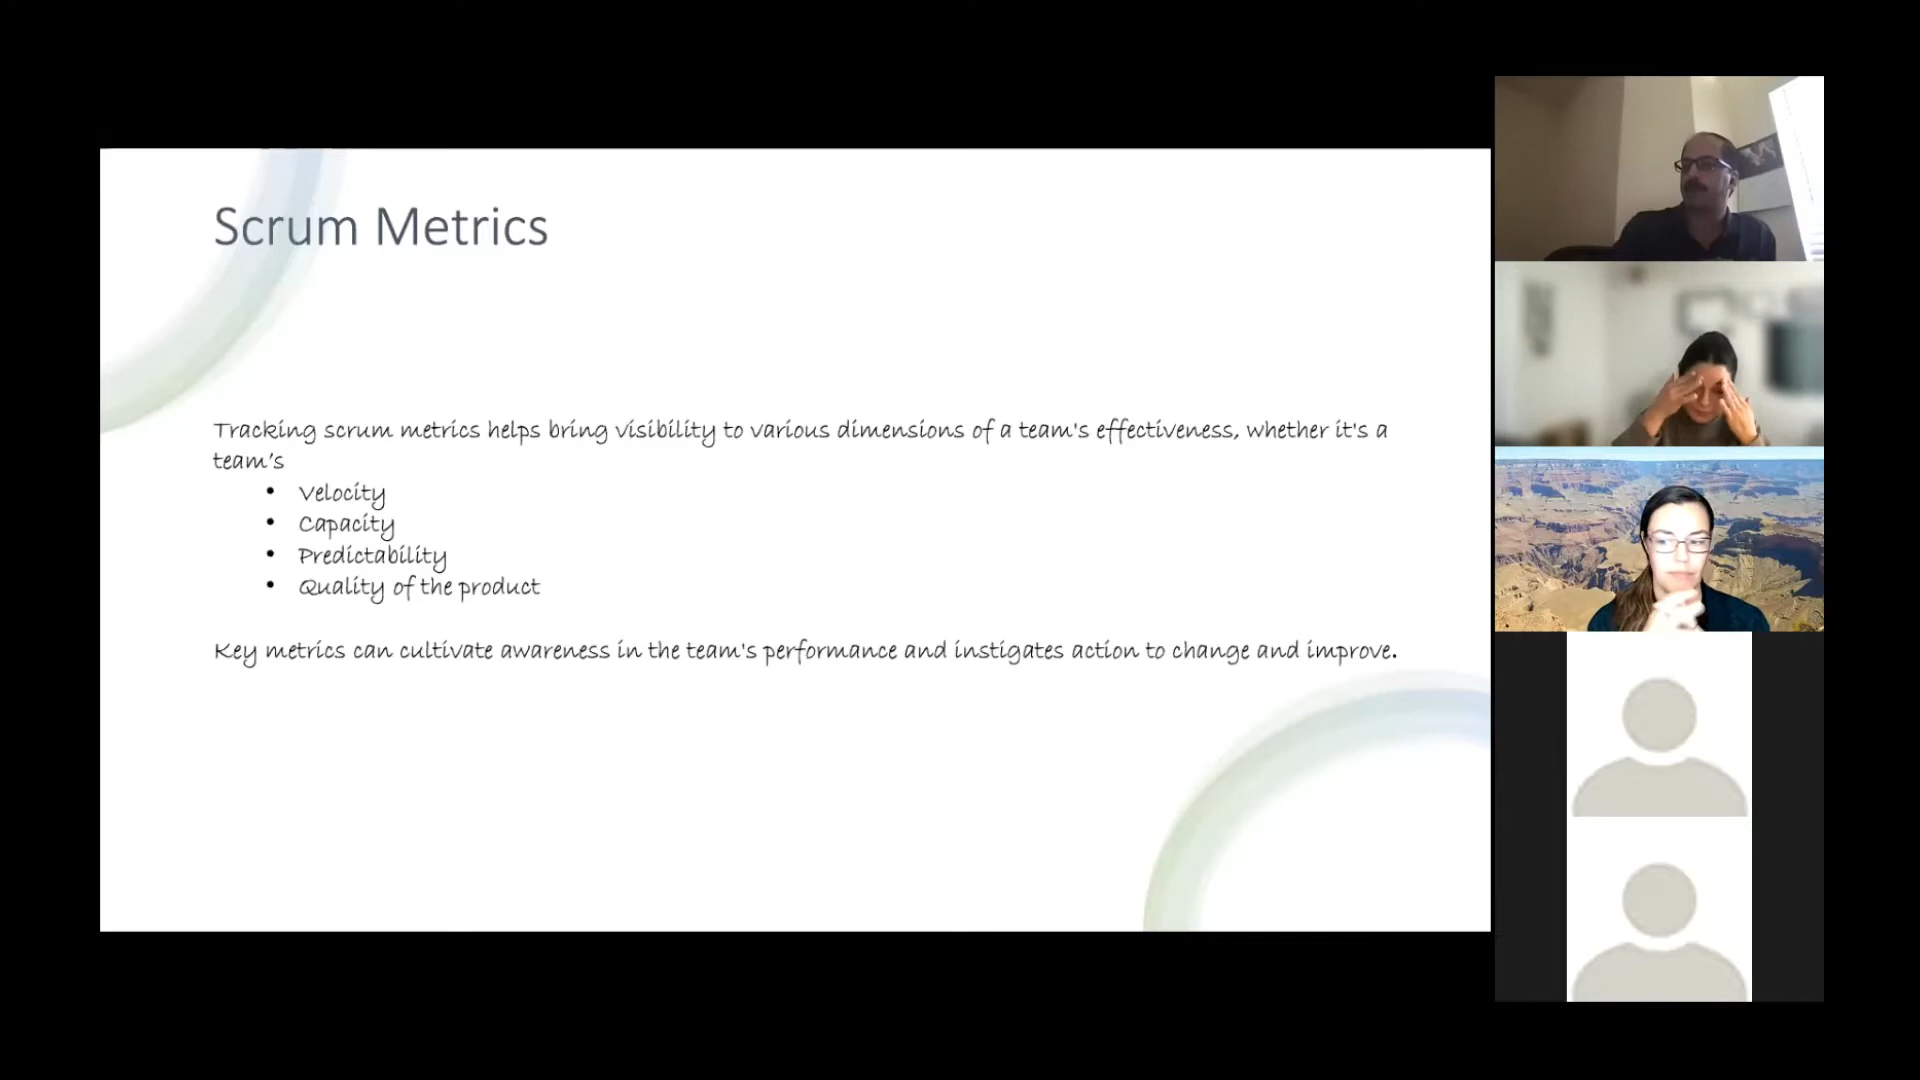 Scrum Metrics
Tracking scrum metrics helps bring visibility to various dimensions of a team's effectiveness, whether it's a
team’s
• Velocity
• Capacity
• Predictability
• Quality of the product
Key metrics can cultivate awareness in the team's performance and instigates action to change and improve.